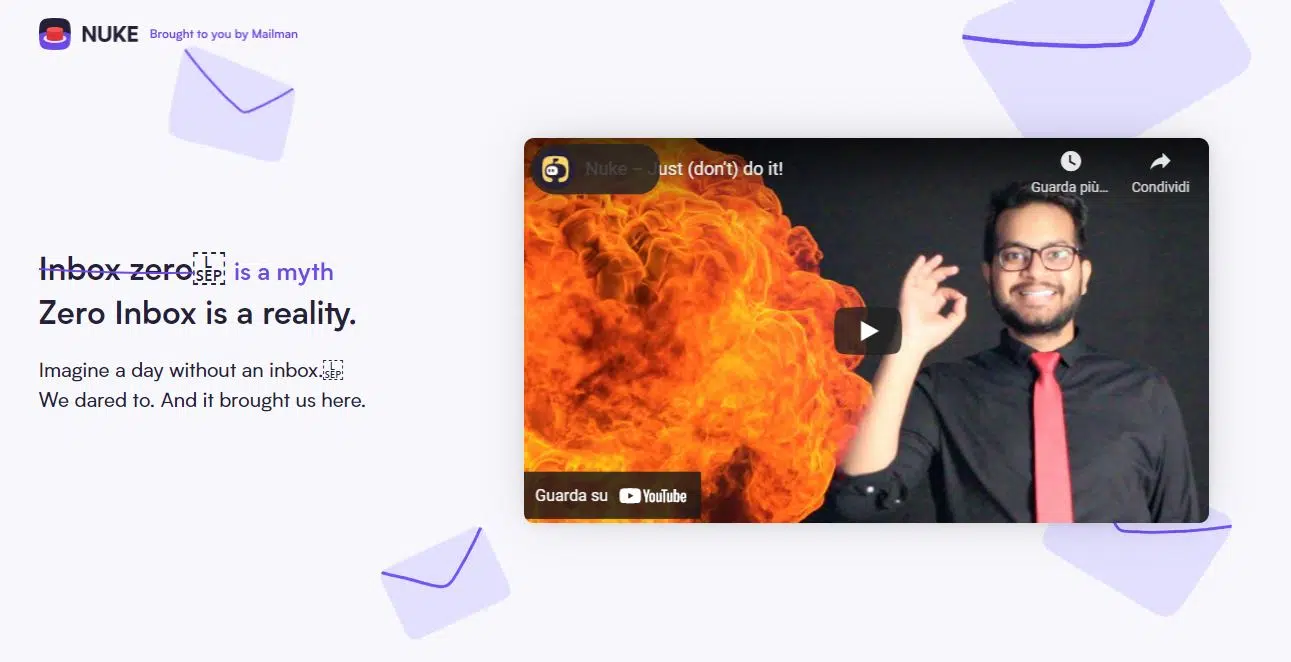 NUKE Brought to you by Mailman
Inbox zero is a myth
Zero Inbox is a reality.
Imagine a day without an inbox.
We dared to. And it brought us here.
Nuke – Just (don't) do it!
Guarda più...
Condividi
Guarda su YouTube